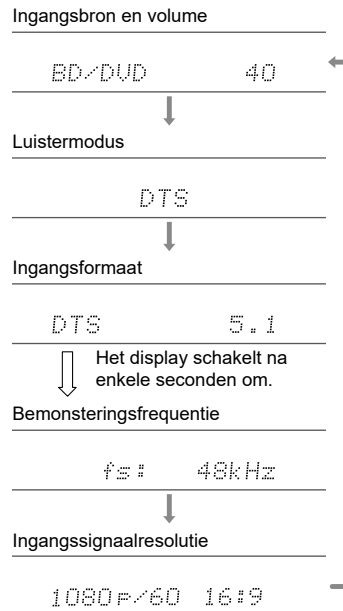 Ingangsbron en volume
BD/DVD 40
Luistermodus
DTS
Ingangsformaat
DTS 5.1
Het display schakelt na
enkele seconden om.
Bemonsteringsfrequentie
fs: 48kHz
Ingangssignaalresolutie
1080p/60 16:9